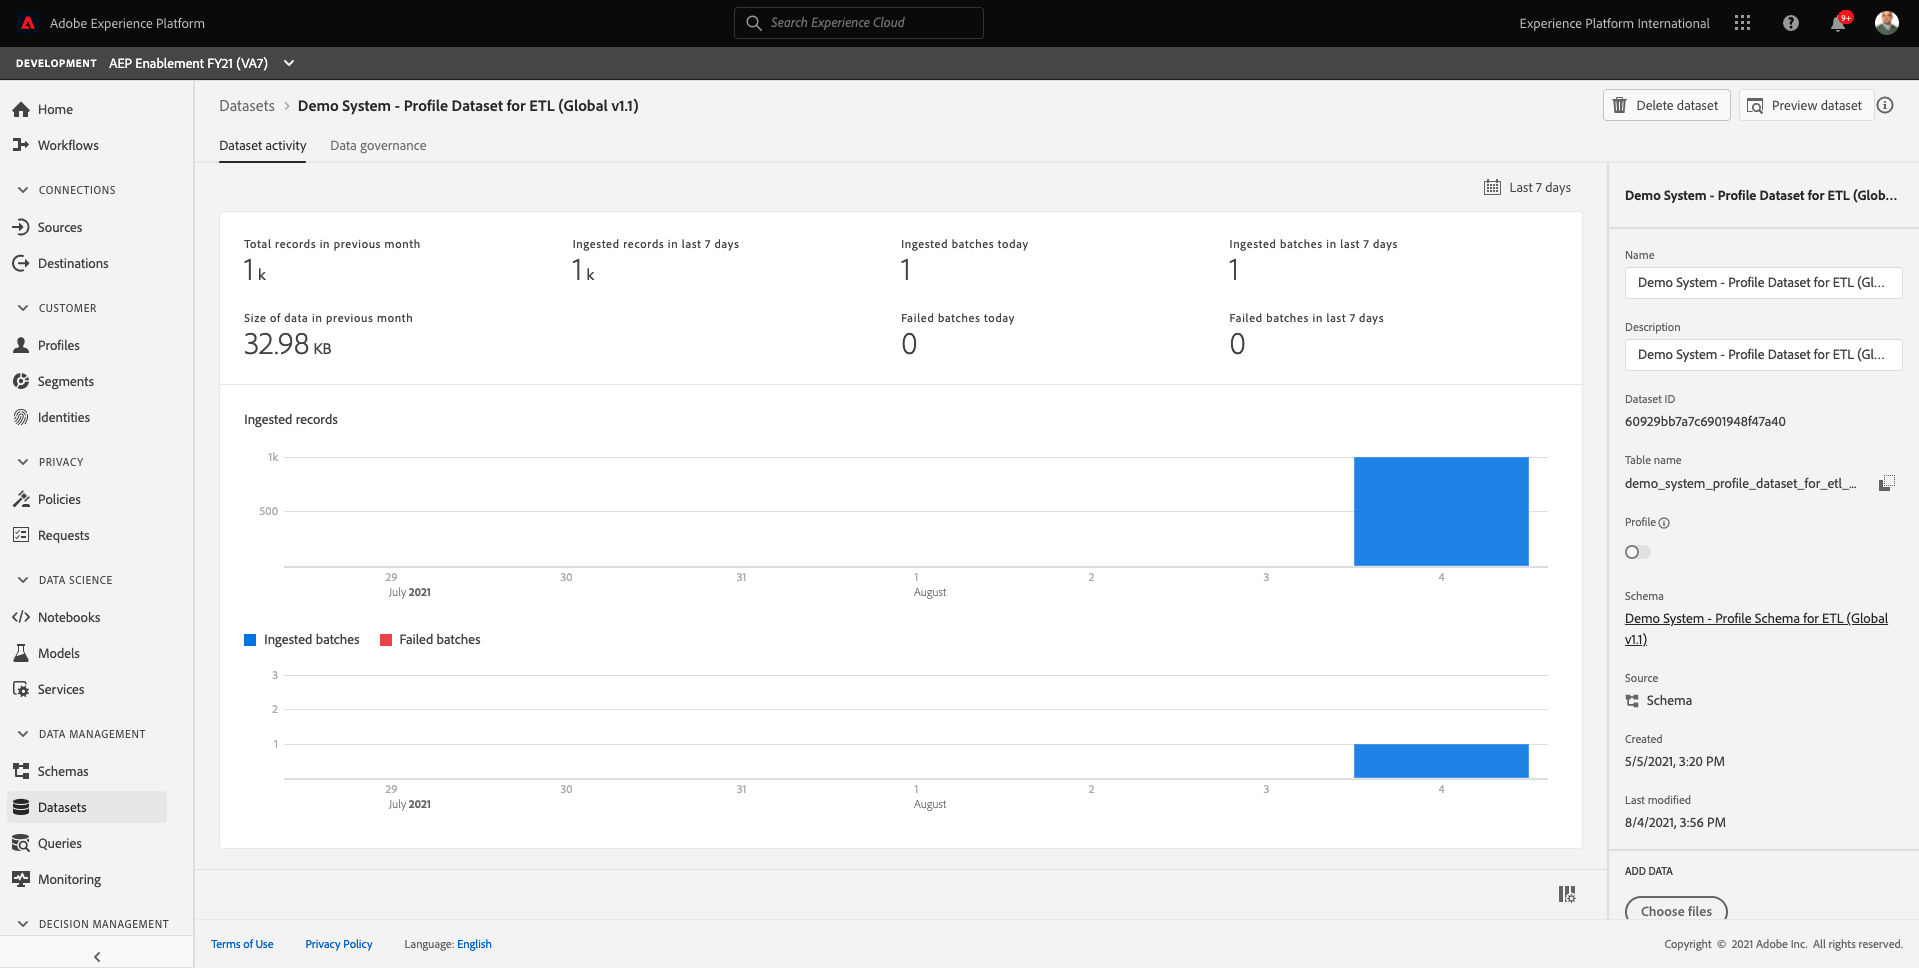 Adobe Experience Platform
Search Experience Cloud
Experience Platform International
9+
DEVELOPMENT AEP Enablement FY21 (VA7)
Home
Workflows
CONNECTIONS
Sources
Destinations
CUSTOMER
Profiles
Segments
Identities
PRIVACY
Policies
Requests
DATA SCIENCE
Notebooks
Models
Services
DATA MANAGEMENT
Schemas
Datasets
Queries
Monitoring
DECISION MANAGEMENT
Datasets > Demo System - Profile Dataset for ETL (Global v1.1)
Delete dataset
Preview dataset
Dataset activity
Data governance
Last 7 days
Total records in previous month
1 k
Ingested records in last 7 days
1 k
Ingested batches today
1
Ingested batches in last 7 days
1
Size of data in previous month
32.98 KB
Failed batches today
0
Failed batches in last 7 days
0
Ingested records
1k
500
29 30 31 1 2 3 4
July 2021 August
Ingested batches Failed batches
3
2
1
29 30 31 1 2 3 4
July 2021 August
Demo System - Profile Dataset for ETL (Glob...
Name
Demo System - Profile Dataset for ETL (Gl...
Description
Demo System - Profile Dataset for ETL (Gl...
Dataset ID
60929bb7a7c6901948f47a40
Table name
demo_system_profile_dataset_for_etl_...
Profile
Schema
Demo System - Profile Schema for ETL (Global
v1.1)
Source
Schema
Created
5/5/2021, 3:20 PM
Last modified
8/4/2021, 3:56 PM
ADD DATA
Choose files
Terms of Use Privacy Policy Language: English
Copyright © 2021 Adobe Inc. All rights reserved.